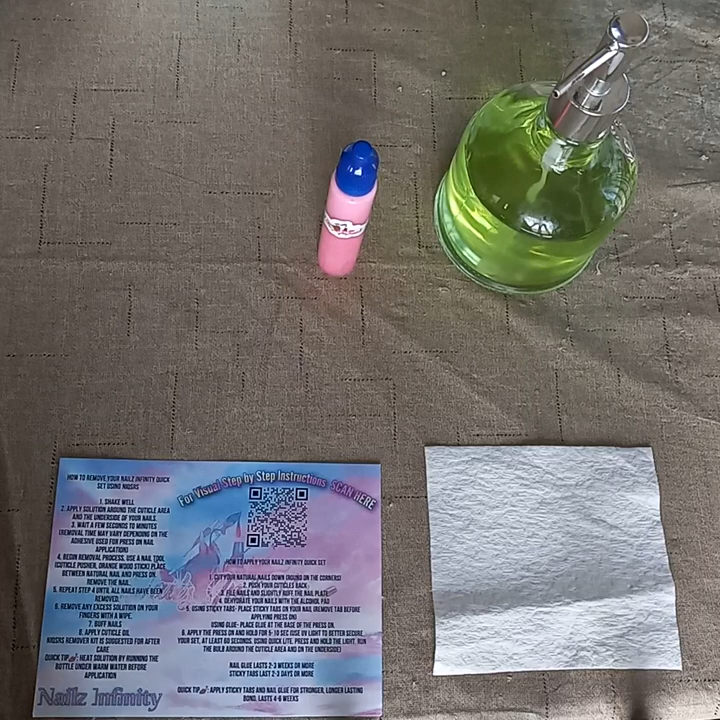 HOW TO REMOVE YOUR NAILZ INFINITY QUICK
SET USING NIQSRS
1. SHAKE WELL
2. APPLY SOLUTION AROUND THE CUTICLE AREA
AND THE UNDERSIDE OF YOUR NAILS.
3. WAIT A FEW SECONDS TO MINUTES
(REMOVAL TIME MAY VARY DEPENDING ON THE
ADHESIVE USED FOR PRESS ON NAIL
APPLICATION)
4. BEGIN REMOVAL PROCESS, USE A NAIL TOOL
(CUTICLE PUSHER, ORANGE WOOD STICK) PLACE
BETWEEN NATURAL NAIL AND PRESS ON.
REMOVE THE NAIL.
5. REPEAT STEP 4 UNTIL ALL NAILS HAVE BEEN
REMOVED!
6. REMOVE ANY EXCESS SOLUTION ON YOUR
FINGERS WITH A WIPE.
7. BUFF NAILS
8. APPLY CUTICLE OIL
NIQSRS REMOVER KIT IS SUGGESTED FOR AFTER
CARE
QUICK TIP: HEAT SOLUTION BY RUNNING THE
BOTTLE UNDER WARM WATER BEFORE
APPLICATION
Nailz Infinity
For Visual Step by Step Instructions SCAN HERE
HOW TO APPLY YOUR NAILZ INFINITY QUICK SET
1. CUT YOUR NATURAL NAILS DOWN (ROUND ON THE CORNERS)
2. PUSH YOUR CUTICLES BACK
3. FILE NAILS AND SLIGHTLY BUFF THE NAIL PLATE
4. DEHYDRATE YOUR NAILS WITH THE ALCOHOL PAD
5. USING STICKY TABS- PLACE STICKY TABS ON YOUR NAIL (REMOVE TAB BEFORE
APPLYING PRESS ON)
USING GLUE- PLACE GLUE AT THE BASE OF THE PRESS ON.
6. APPLY THE PRESS ON AND HOLD FOR 5-10 SEC (USE UV LIGHT TO BETTER SECURE
YOUR SET, AT LEAST 60 SECONDS. USING QUICK LITE, PRESS AND HOLD THE LIGHT. RUN
THE BULB AROUND THE CUTICLE AREA AND ON THE UNDERSIDE)
NAIL GLUE LASTS 2-3 WEEKS OR MORE
STICKY TABS LAST 2-3 DAYS OR MORE
QUICK TIP: APPLY STICKY TABS AND NAIL GLUE FOR STRONGER, LONGER LASTING
BOND, LASTS 4-6 WEEKS